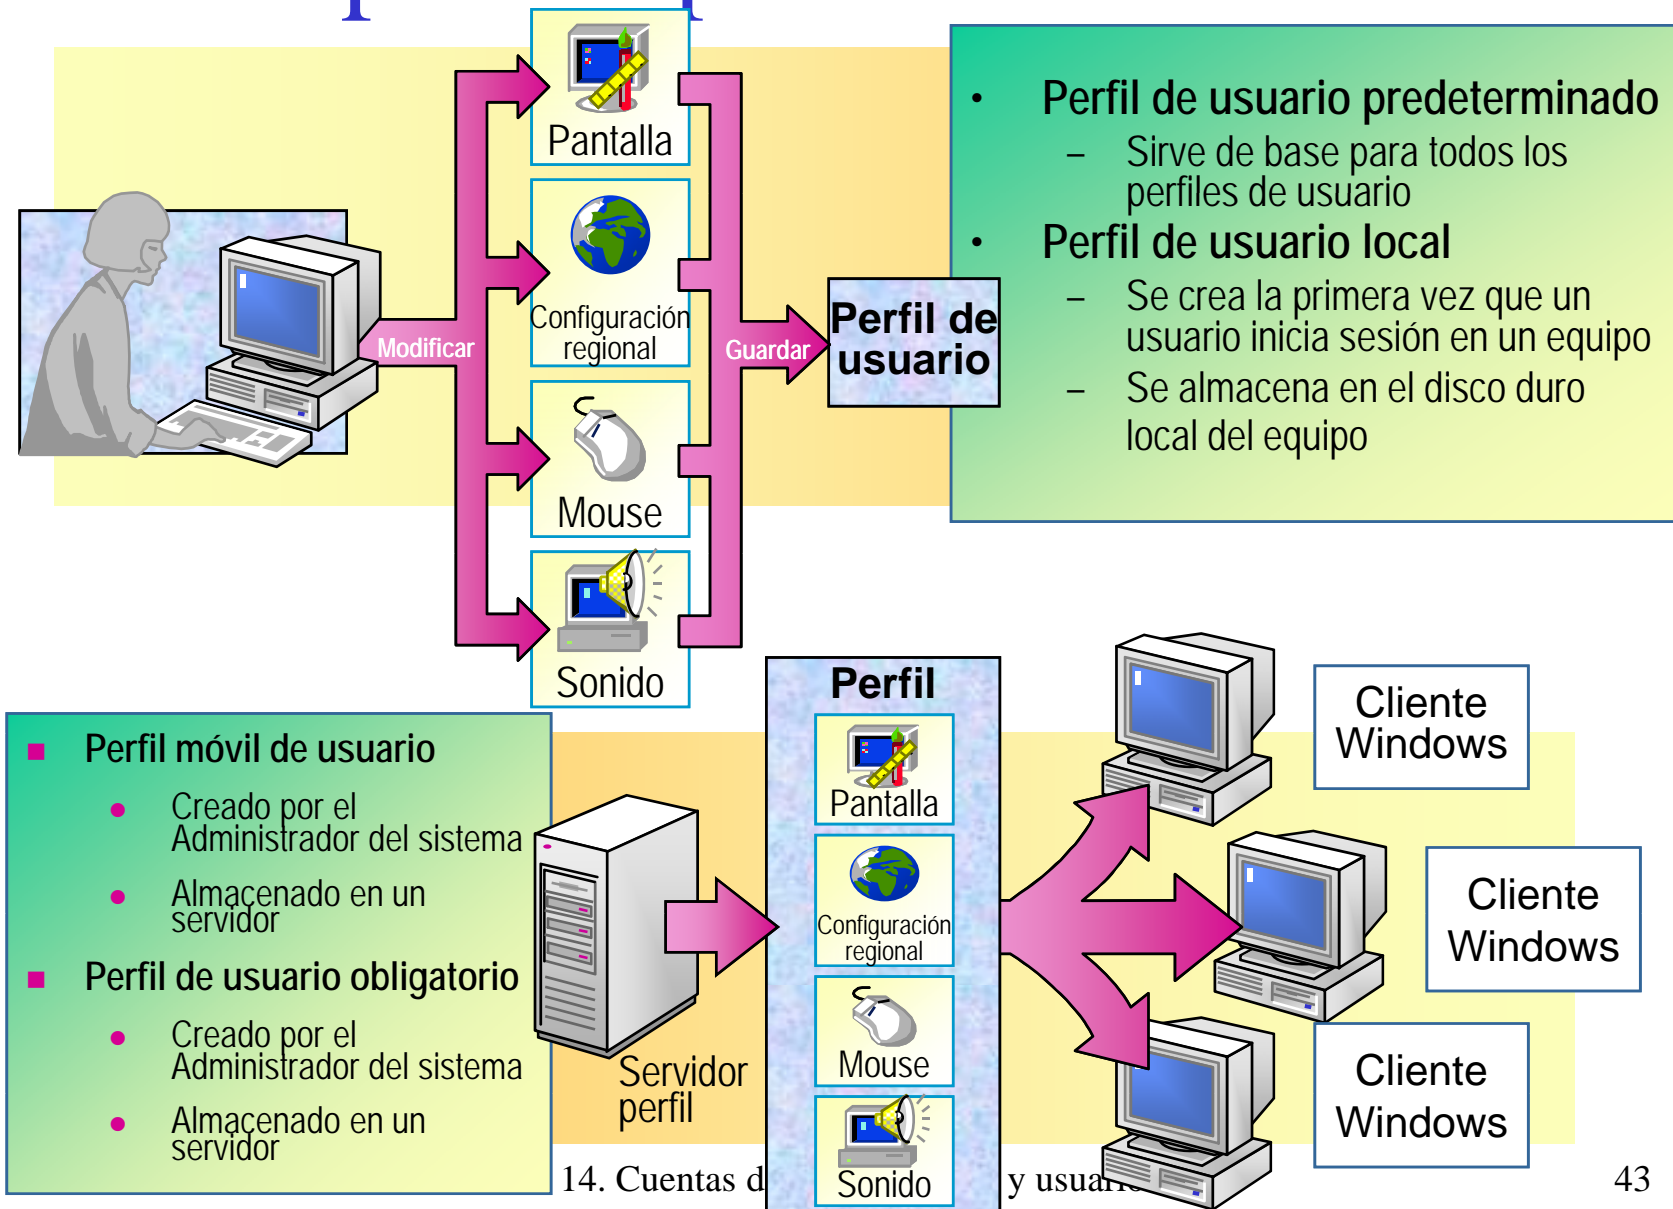 Pantalla
Configuración
regional
Mouse
Sonido
Modificar
Guardar
Perfil de
usuario
• Perfil de usuario predeterminado
– Sirve de base para todos los
perfiles de usuario
• Perfil de usuario local
– Se crea la primera vez que un
usuario inicia sesión en un equipo
– Se almacena en el disco duro
local del equipo
Perfil móvil de usuario
Creado por el
Administrador del sistema
Almacenado en un
servidor
Perfil de usuario obligatorio
Creado por el
Administrador del sistema
Almacenado en un
servidor
Servidor
perfil
Perfil
Pantalla
Configuración
regional
Mouse
Sonido
Cliente
Windows
Cliente
Windows
Cliente
Windows
14. Cuentas y
43